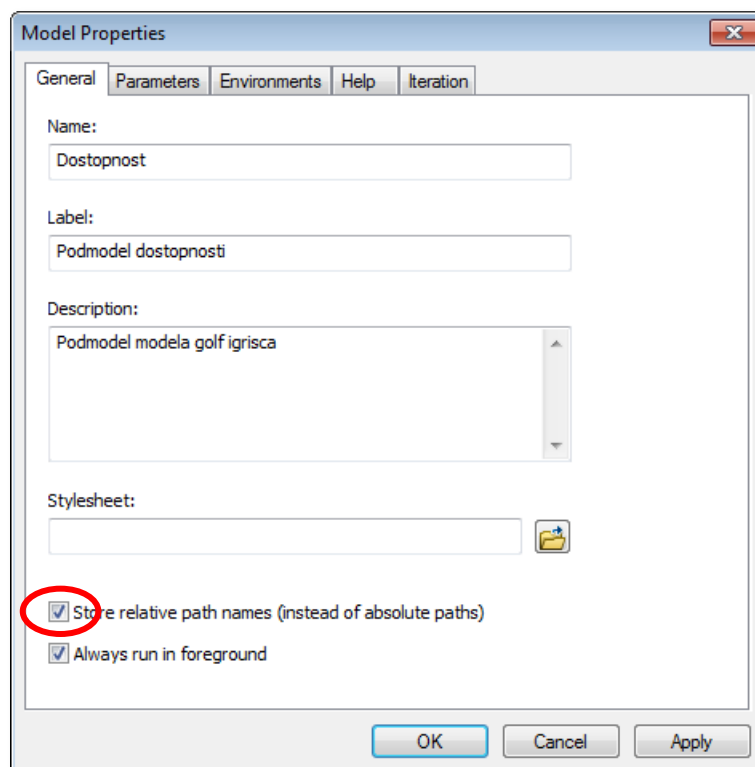 Model Properties
General Parameters Environments Help Iteration
Name:
Dostopnost
Label:
Podmodel dostopnosti
Description:
Podmodel modela golf igrisca
Stylesheet:
Store relative path names (instead of absolute paths)
Always run in foreground
OK Cancel Apply